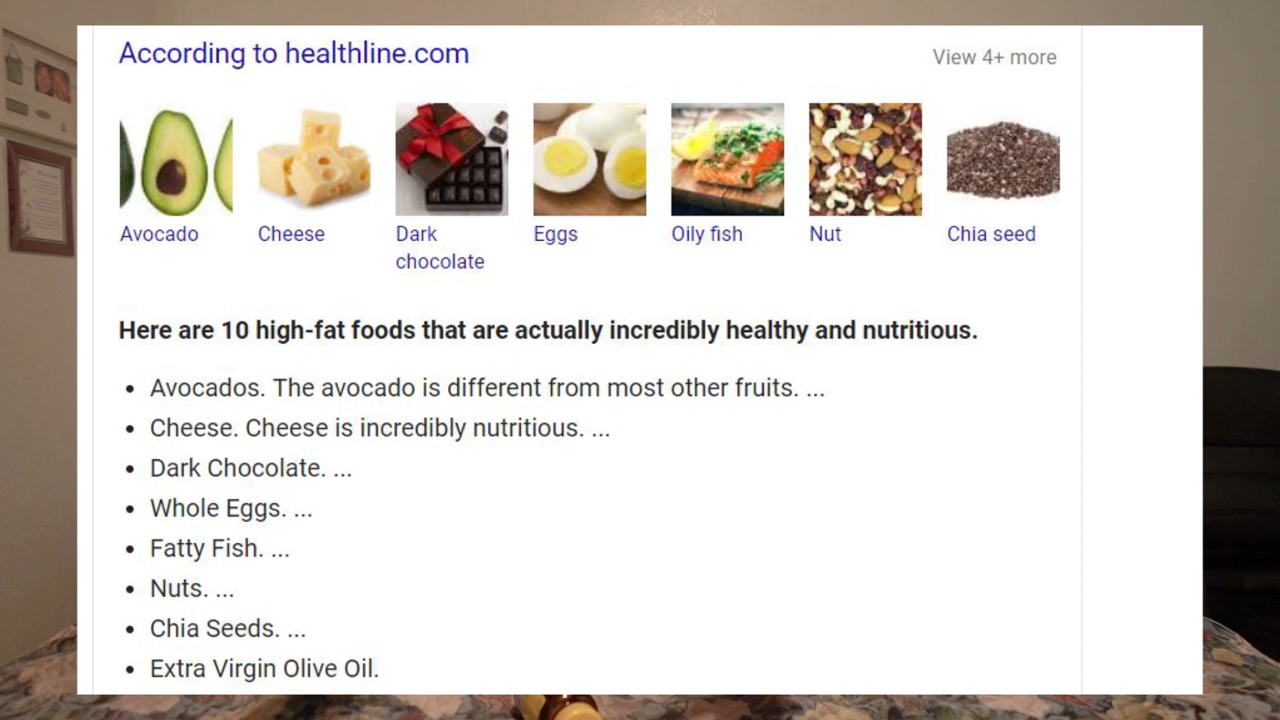 According to healthline.com
View 4+ more
Avocado
Cheese
Dark
chocolate
Eggs
Oily fish
Nut
Chia seed
Here are 10 high-fat foods that are actually incredibly healthy and nutritious.
Avocados. The avocado is different from most other fruits. ...
Cheese. Cheese is incredibly nutritious. ...
Dark Chocolate. ...
Whole Eggs. ...
Fatty Fish. ...
Nuts. ...
Chia Seeds. ...
Extra Virgin Olive Oil.